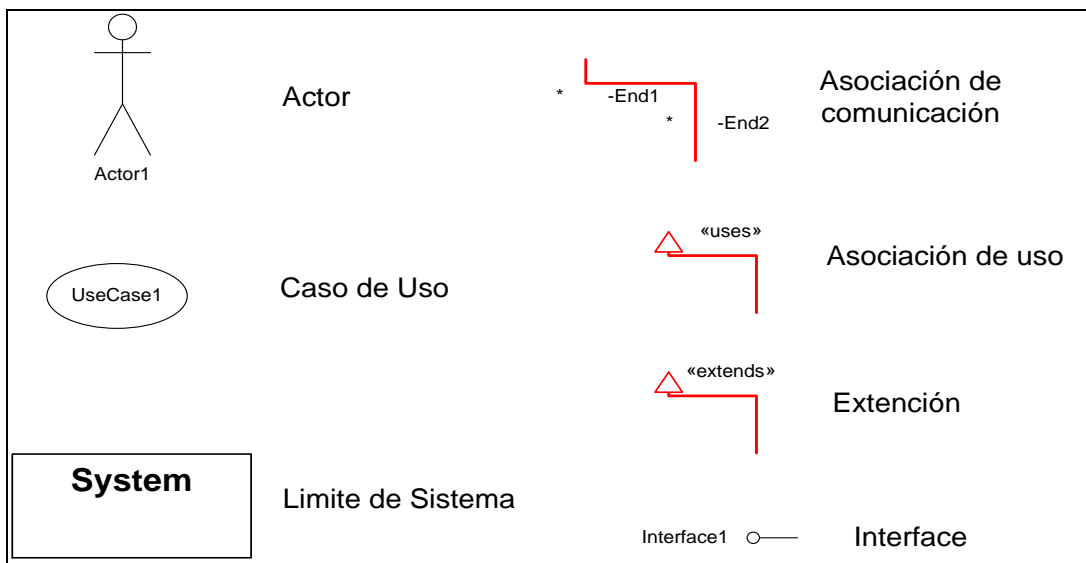 Actor1
Actor
*
-End1
*
-End2
Asociación de
comunicación
UseCase1
Caso de Uso
«uses»
Asociación de uso
«extends»
Extención
System
Limite de Sistema
Interface1
Interface